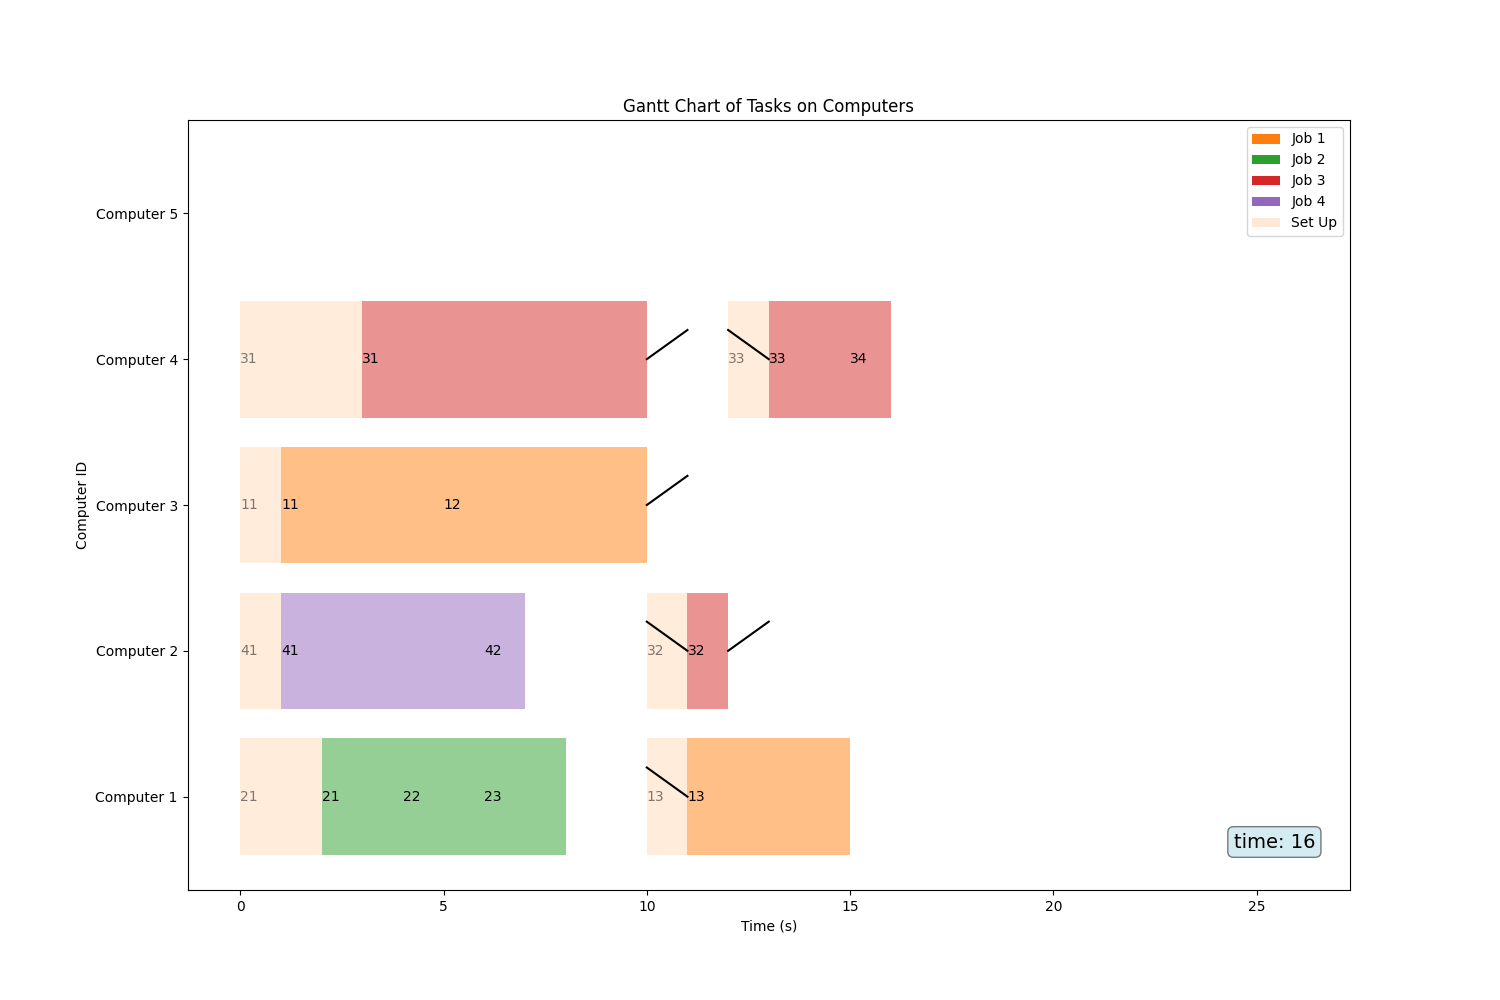 Gantt Chart of Tasks on Computers
Job 1
Job 2
Job 3
Job 4
Set Up
Computer 5
Computer 4
31 31 33 33 34
Computer 3
11 11 12
Computer 2
41 41 42 32 32
Computer 1
21 21 22 23 13 13
Computer ID
time: 16
0 5 10 15 20 25
Time (s)